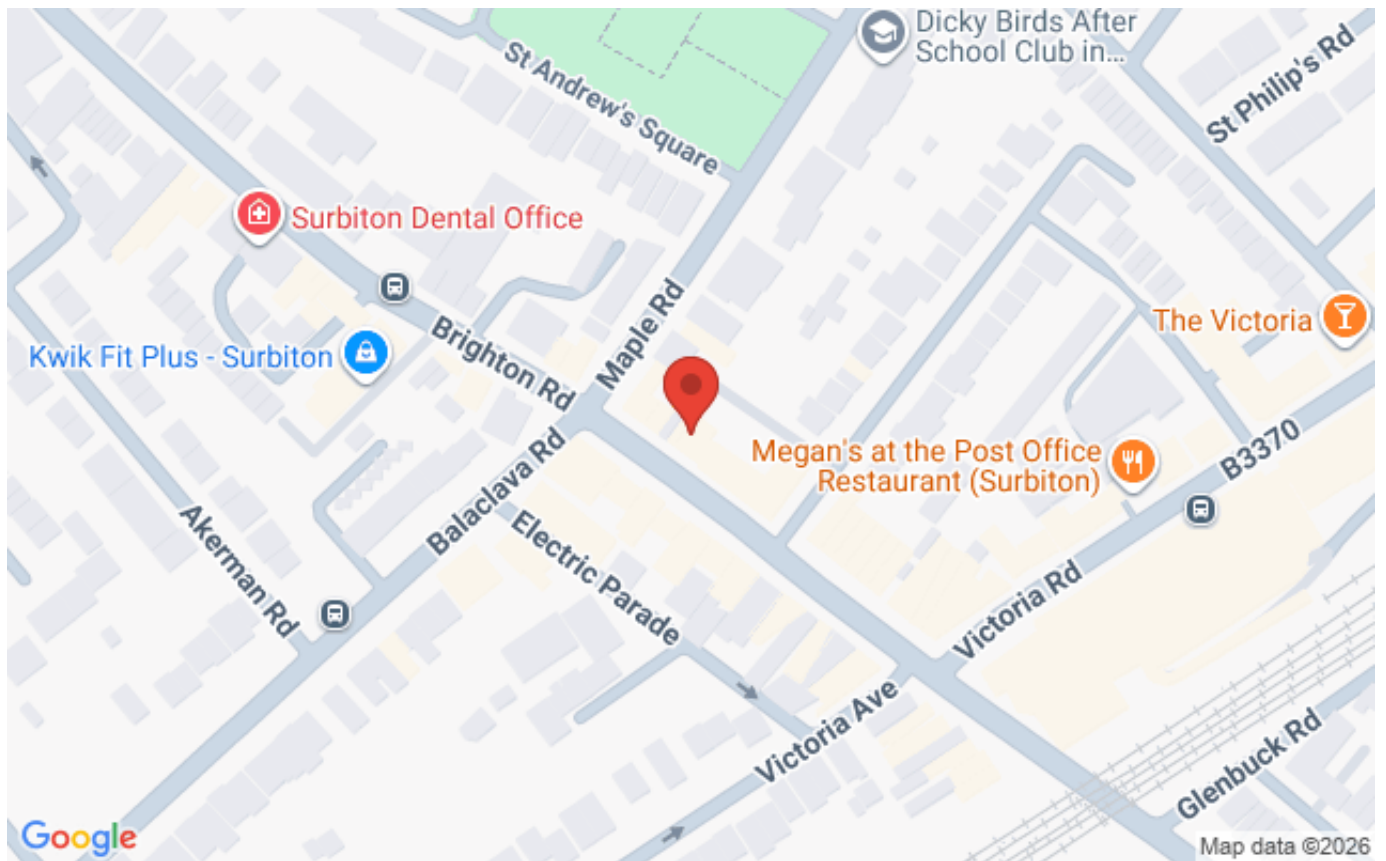 Dicky Birds After
School Club in...
St Philip's Rd
St Andrew's Square
Surbiton Dental Office
Maple Rd
The Victoria
Brighton Rd
Kwik Fit Plus - Surbiton
Megan's at the Post Office
Restaurant (Surbiton)
B3370
Balaclava Rd
Akerman Rd
Electric Parade
Victoria Rd
Victoria Ave
Glenbuck Rd
Google
Map data ©2026